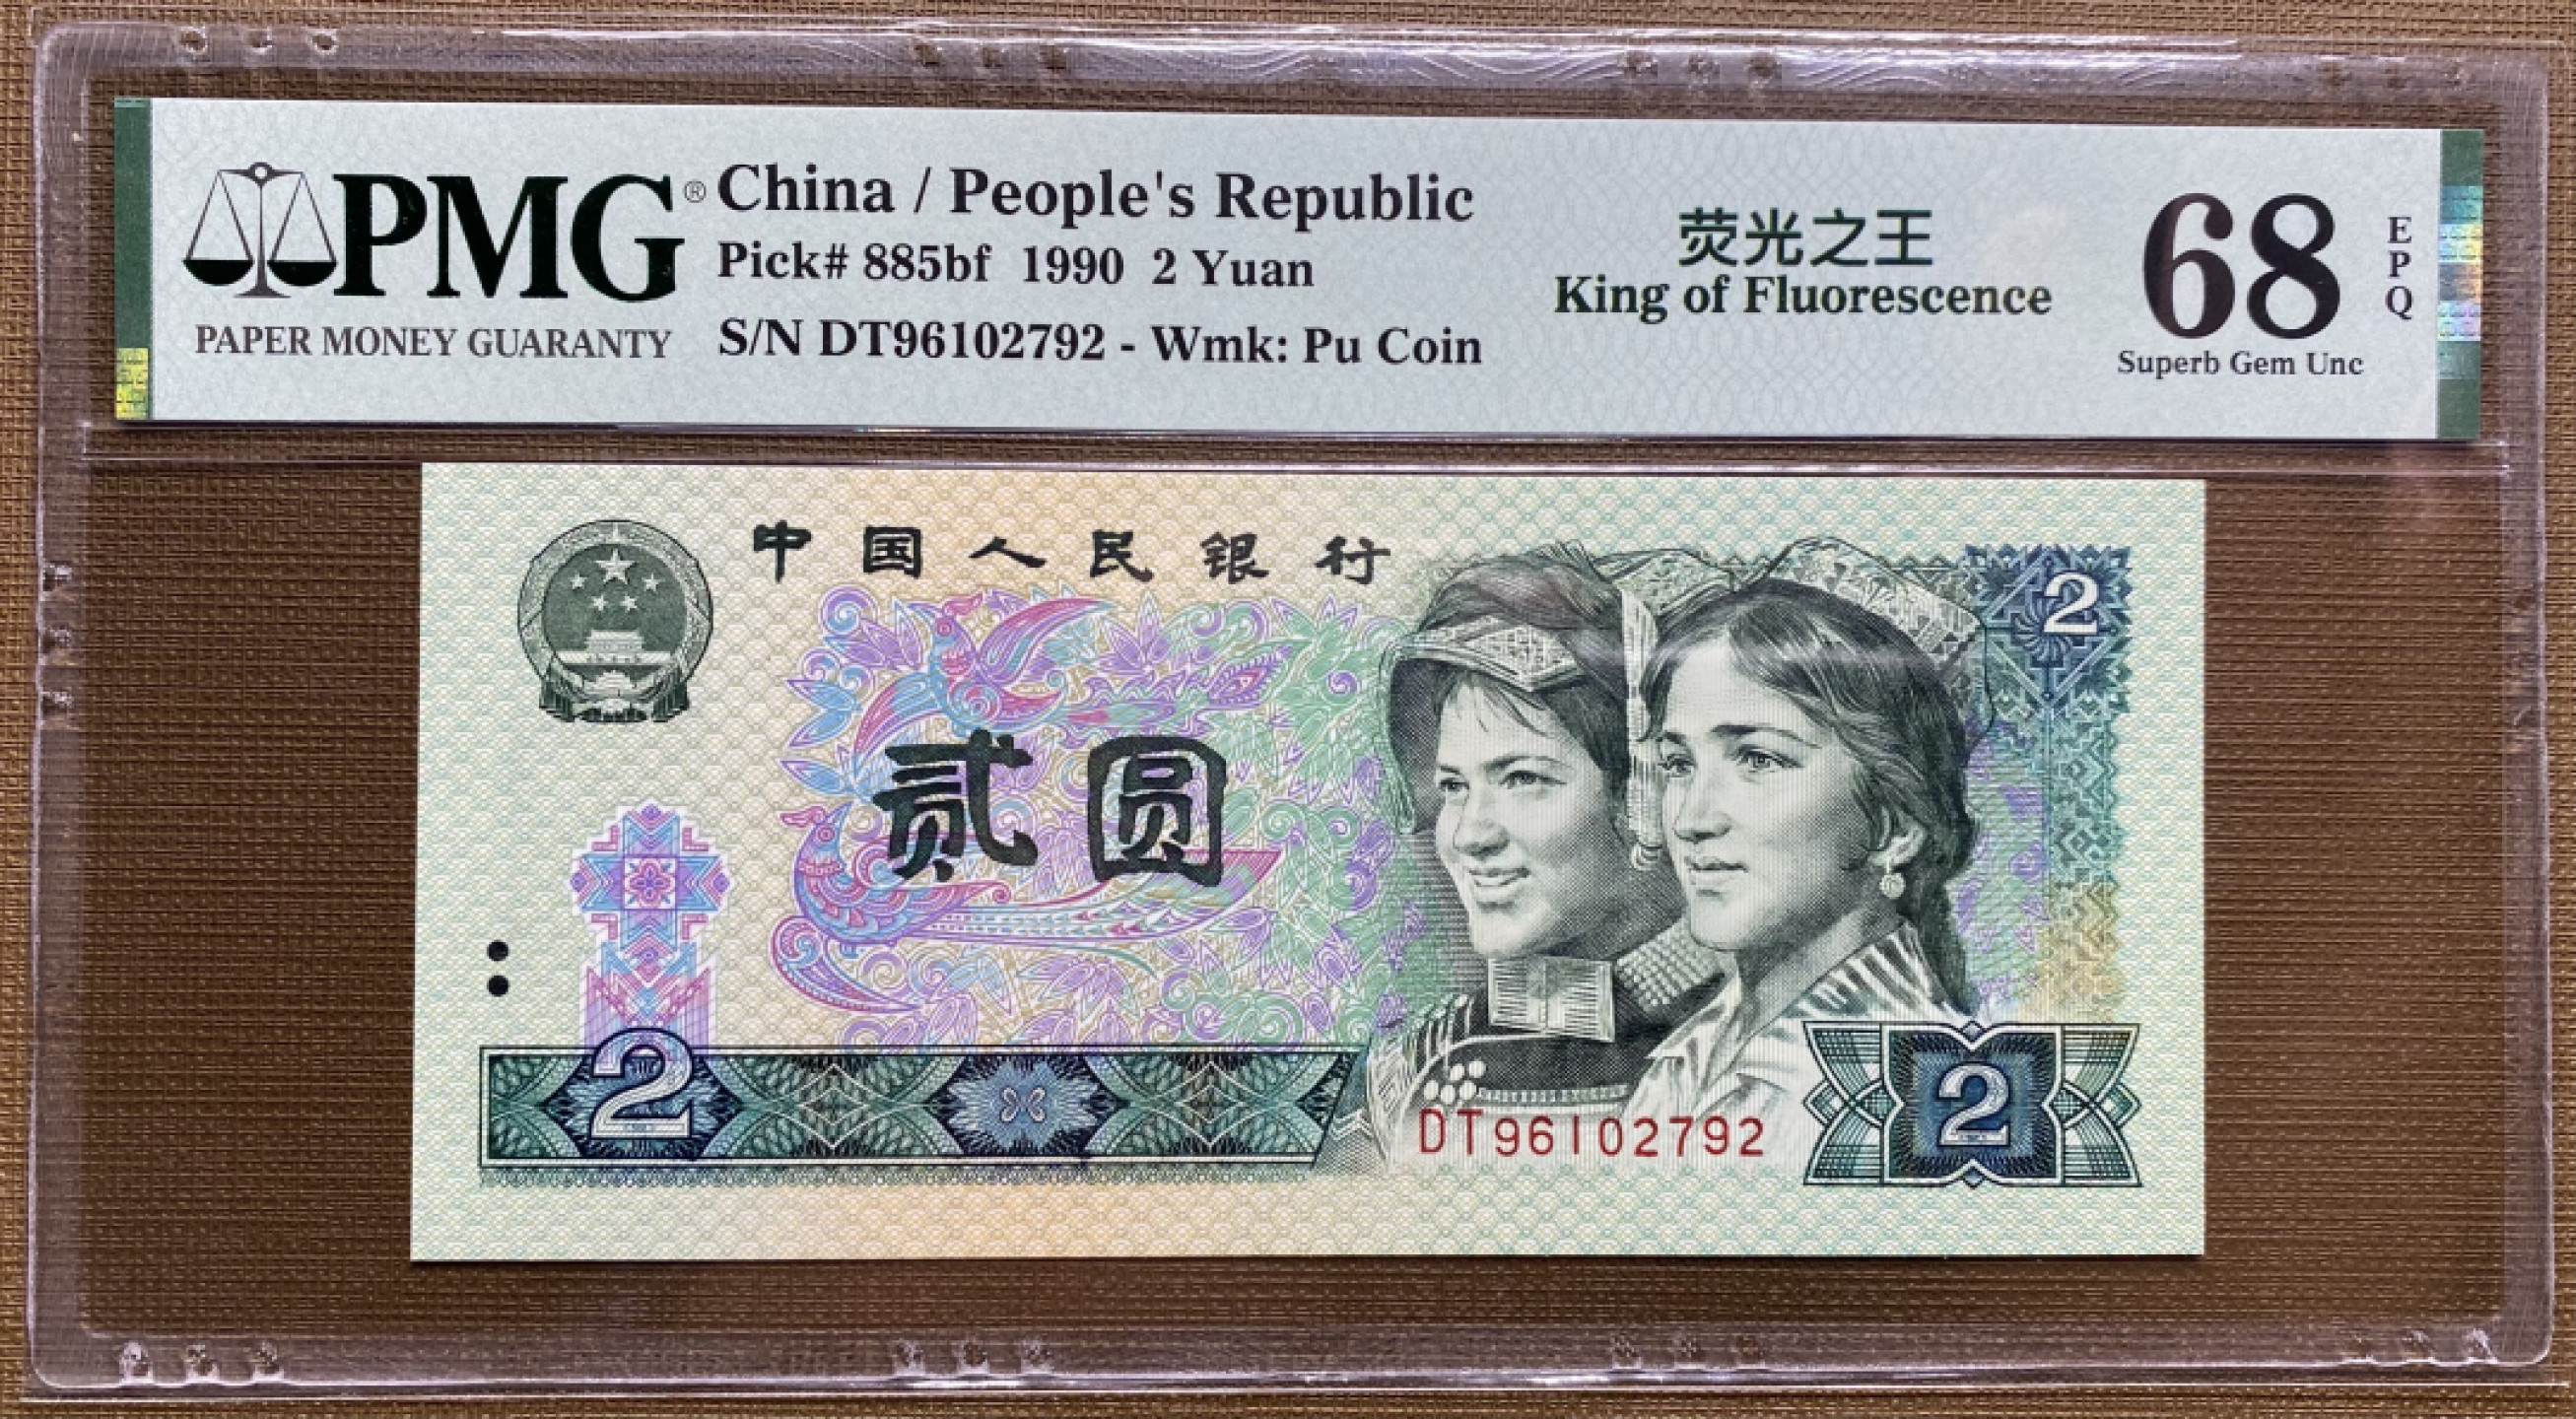 PMG®
PAPER MONEY GUARANTY
China / People's Republic
Pick# 885bf 1990 2 Yuan
S/N DT96102792 - Wmk: Pu Coin
荧光之王
King of Fluorescence
68
EPQ
Superb Gem Unc
中国人民银行
2
贰圆
2
DT96102792
2